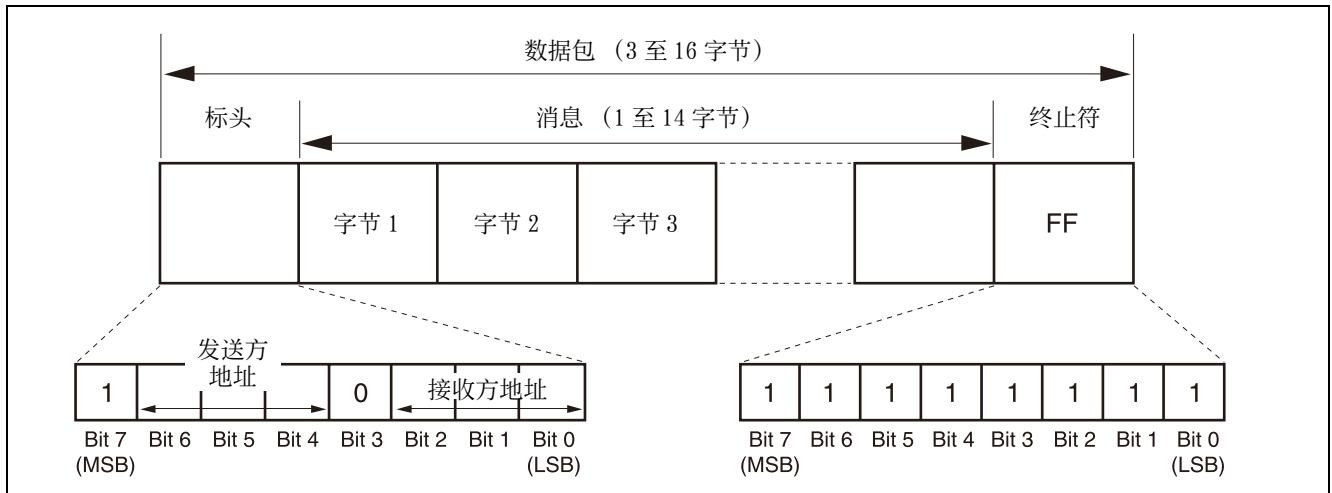 数据包 （3 至 16 字节）
标头
消息 （1 至 14 字节）
终止符
字节 1
字节 2
字节 3
FF
发送方
地址
1
0
接收方地址
Bit 7 Bit 6 Bit 5 Bit 4 Bit 3 Bit 2 Bit 1 Bit 0
(MSB) (LSB)
1 1 1 1 1 1 1 1
Bit 7 Bit 6 Bit 5 Bit 4 Bit 3 Bit 2 Bit 1 Bit 0
(MSB) (LSB)